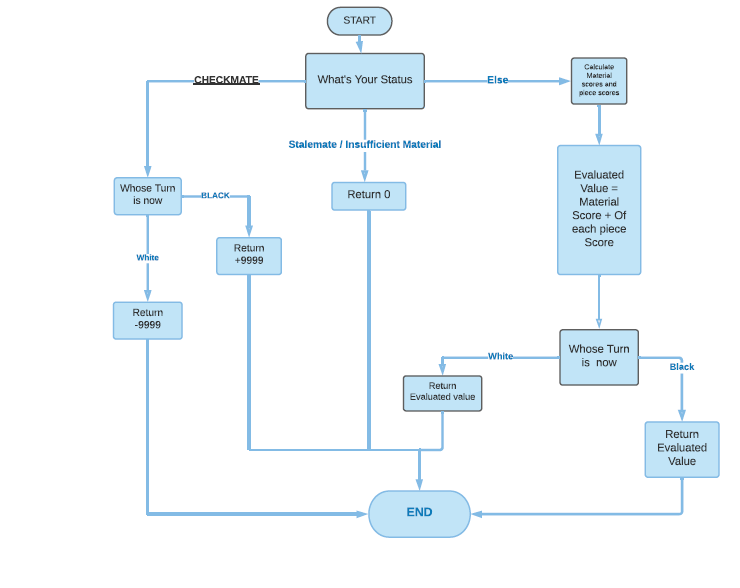 START
What's Your Status
CHECKMATE
Else
Calculate
Material
scores and
piece scores
Stalemate / Insufficient Material
Whose Turn
is now
BLACK
Return 0
Evaluated
Value =
Material
Score + Of
each piece
Score
Return
+9999
White
Return
-9999
Whose Turn
is now
White
Black
Return
Evaluated value
Return
Evaluated
Value
END